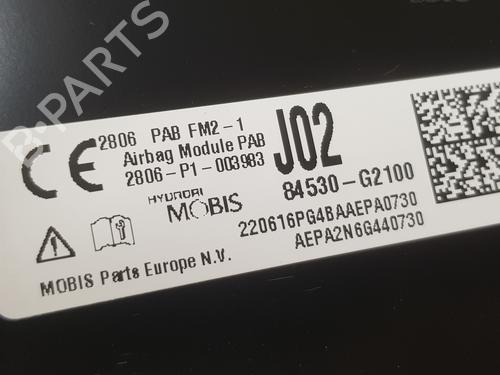 B-PARTS
CE 2806 PAB FM2-1
Airbag Module PAB
2806-P1-003983
J02
HYUNDAI
MOBIS
84530-G2100
220616PG4BAAEPA0730
AEPA2N6G440730
MOBIS Parts Europe N.V.